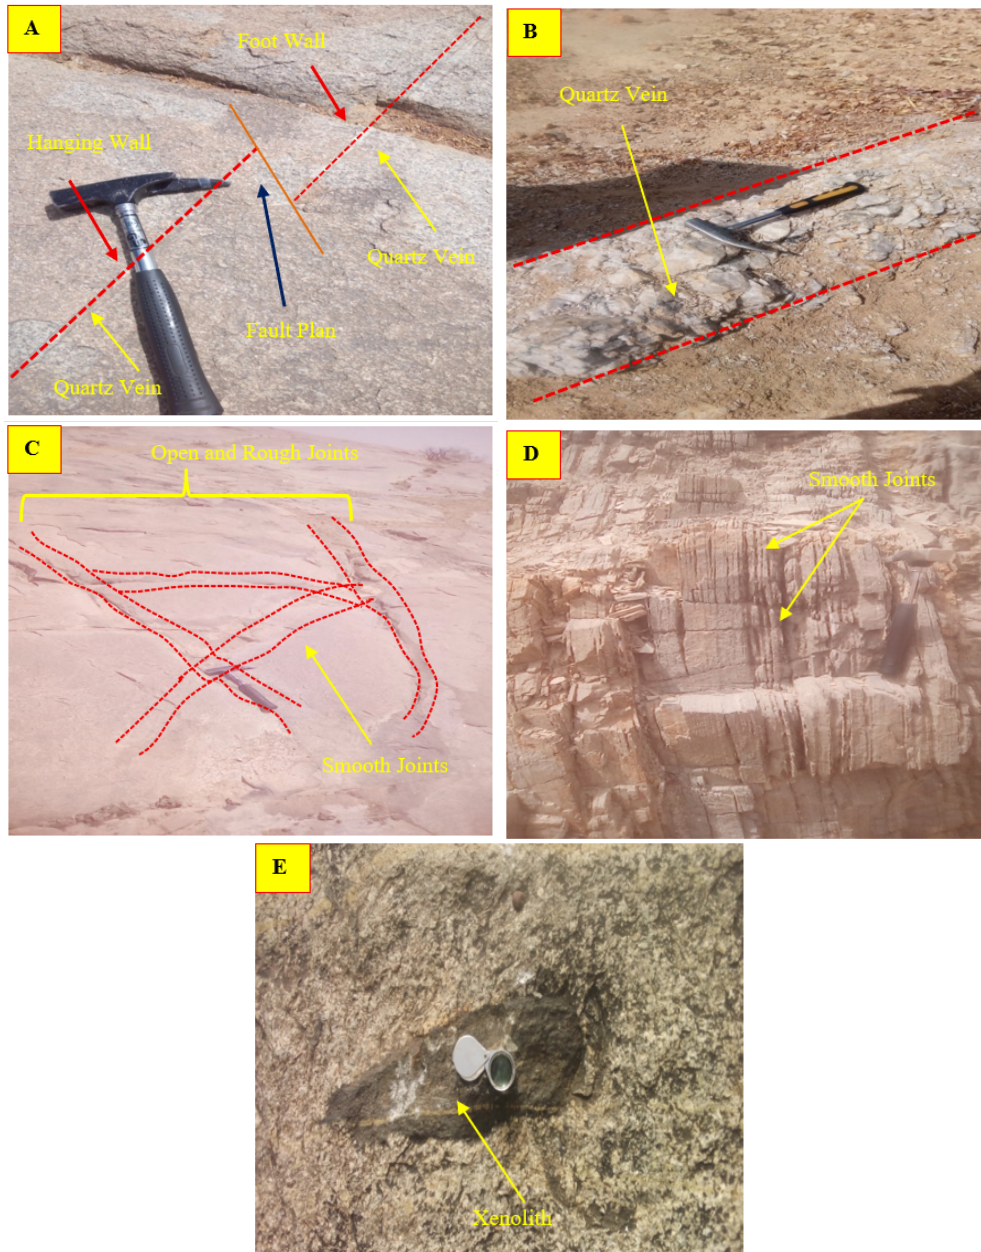 A
Foot Wall
Hanging Wall
Quartz Vein
Fault Plan
Quartz Vein
B
Quartz Vein
C
Open and Rough Joints
Smooth Joints
D
Smooth Joints
E
Xenolith